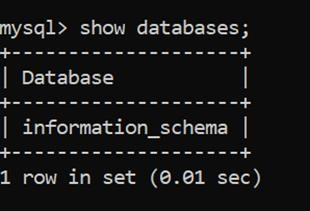 mysql> show databases;
+--------------------+
| Database           |
+--------------------+
| information_schema |
+--------------------+
1 row in set (0.01 sec)